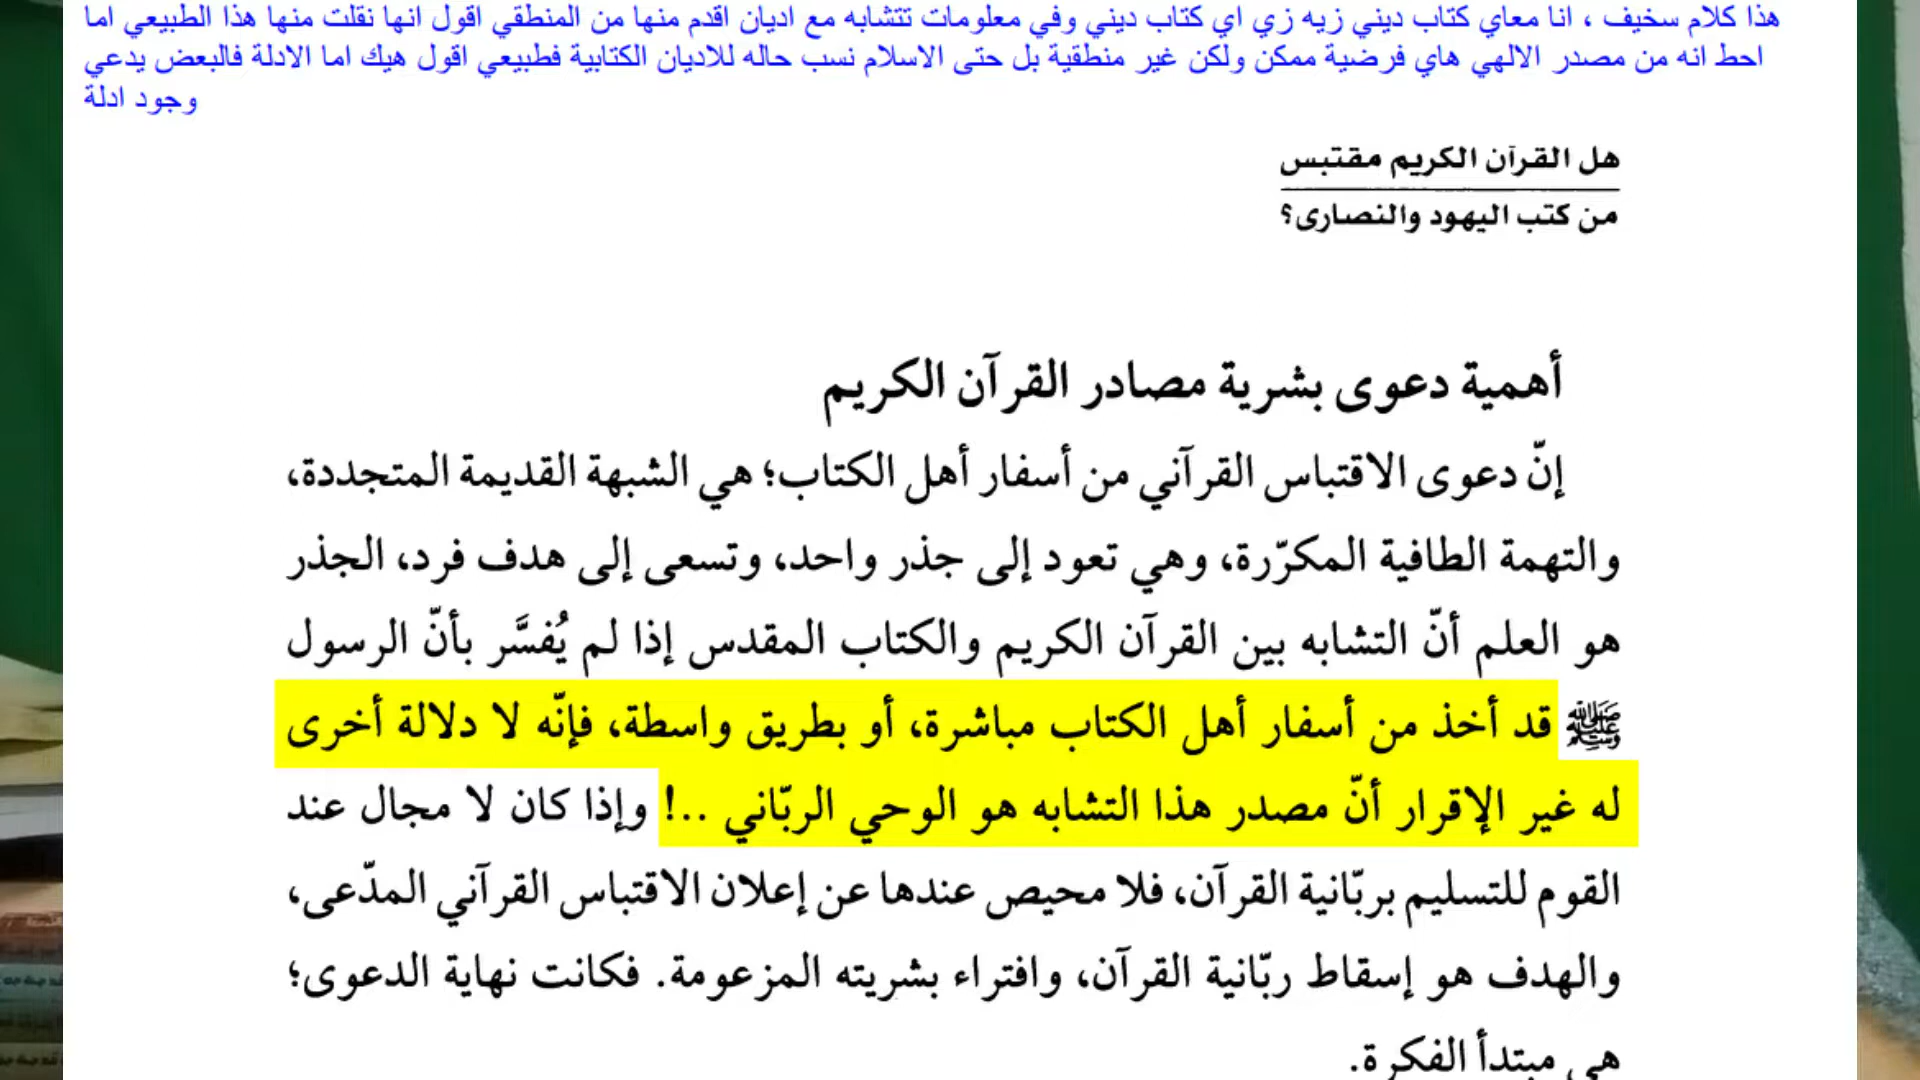 هذا كلام سخيف ، انا معاي كتاب ديني زيه زي اي كتاب ديني وفي معلومات تتشابه مع اديان اقدم منها من المنطقي اقول انها نقلت منها هذا الطبيعي اما
احط انه من مصدر الالهي هاي فرضية ممكن ولكن غير منطقية بل حتى الاسلام نسب حاله للاديان الكتابية فطبيعي اقول هيك اما الادلة فالبعض يدعي
وجود ادلة
هل القرآن الكريم مقتبس
من كتب اليهود والنصارى؟
أهمية دعوى بشرية مصادر القرآن الكريم
إنّ دعوى الاقتباس القرآني من أسفار أهل الكتاب؛ هي الشبهة القديمة المتجددة،
والتهمة الطافية المكرّرة، وهي تعود إلى جذر واحد، وتسعى إلى هدف فرد، الجذر
هو العلم أنّ التشابه بين القرآن الكريم والكتاب المقدس إذا لم يُفسَّر بأنّ الرسول
ﷺ قد أخذ من أسفار أهل الكتاب مباشرة، أو بطريق واسطة، فإنّه لا دلالة أخرى
له غير الإقرار أنّ مصدر هذا التشابه هو الوحي الربّاني ..! وإذا كان لا مجال عند
القوم للتسليم بربّانية القرآن، فلا محيص عندها عن إعلان الاقتباس القرآني المدّعى،
والهدف هو إسقاط ربّانية القرآن، وافتراء بشريته المزعومة. فكانت نهاية الدعوى؛
هي مبتدأ الفكرة.